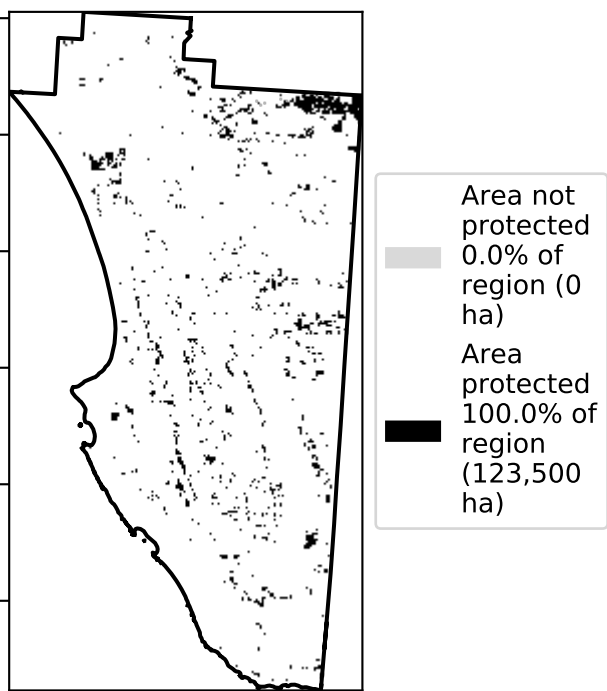 Area not
protected
0.0% of
region (0
ha)
Area
protected
100.0% of
region
(123,500
ha)